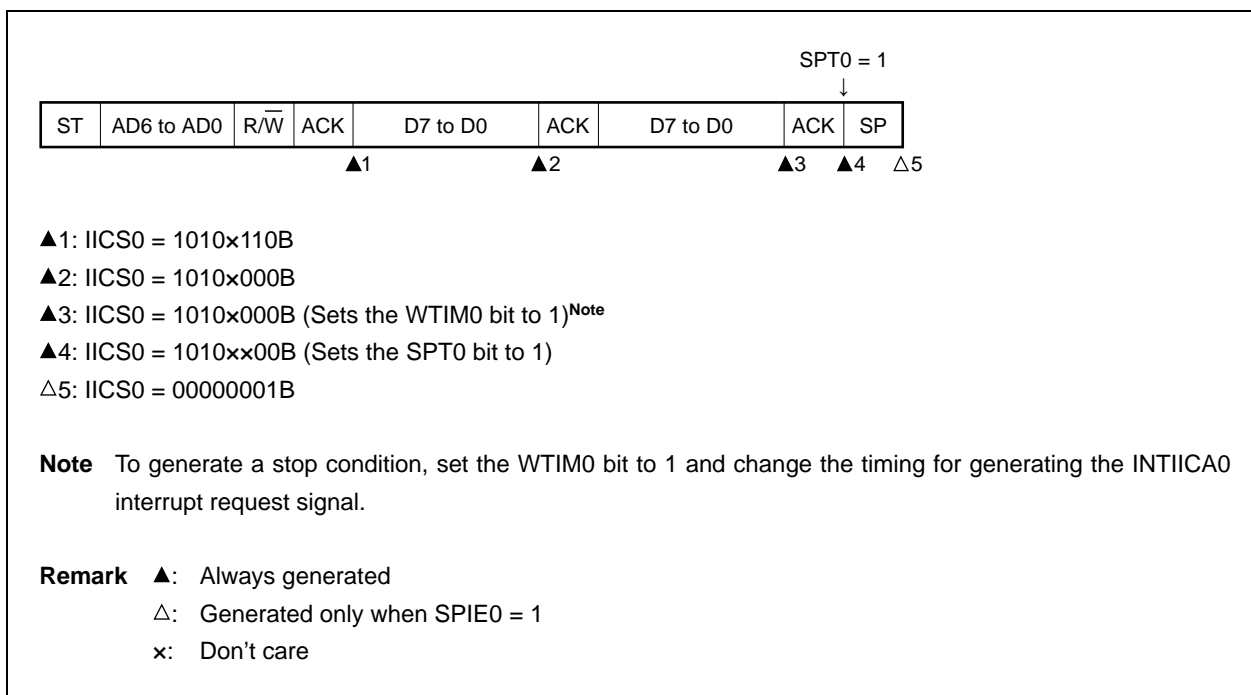 SPT0 = 1
↓
ST AD6 to AD0 R/W̅ ACK D7 to D0 ACK D7 to D0 ACK SP
▲1 ▲2 ▲3 ▲4 △5
▲1: IICS0 = 1010×110B
▲2: IICS0 = 1010×000B
▲3: IICS0 = 1010×000B (Sets the WTIM0 bit to 1)Note
▲4: IICS0 = 1010××00B (Sets the SPT0 bit to 1)
△5: IICS0 = 00000001B
Note To generate a stop condition, set the WTIM0 bit to 1 and change the timing for generating the INTIICA0
interrupt request signal.
Remark ▲: Always generated
△: Generated only when SPIE0 = 1
×: Don't care